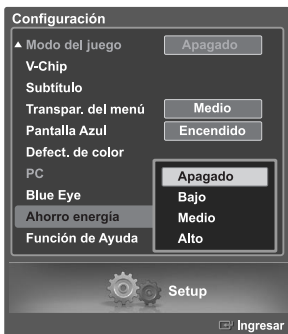 Configuración
Modo del juego Apagado
V-Chip
Subtítulo
Transpar. del menú Medio
Pantalla Azul Encendido
Defect. de color
PC
Blue Eye
Ahorro energía
Función de Ayuda
Apagado
Bajo
Medio
Alto
Setup
Ingresar